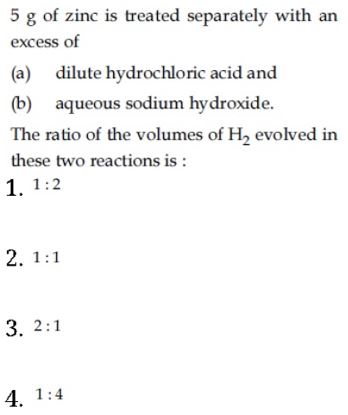 5 g of zinc is treated separately with an
excess of
(a) dilute hydrochloric acid and
(b) aqueous sodium hydroxide.
The ratio of the volumes of H₂ evolved in
these two reactions is :
1. 1 : 2
2. 1 : 1
3. 2 : 1
4. 1 : 4